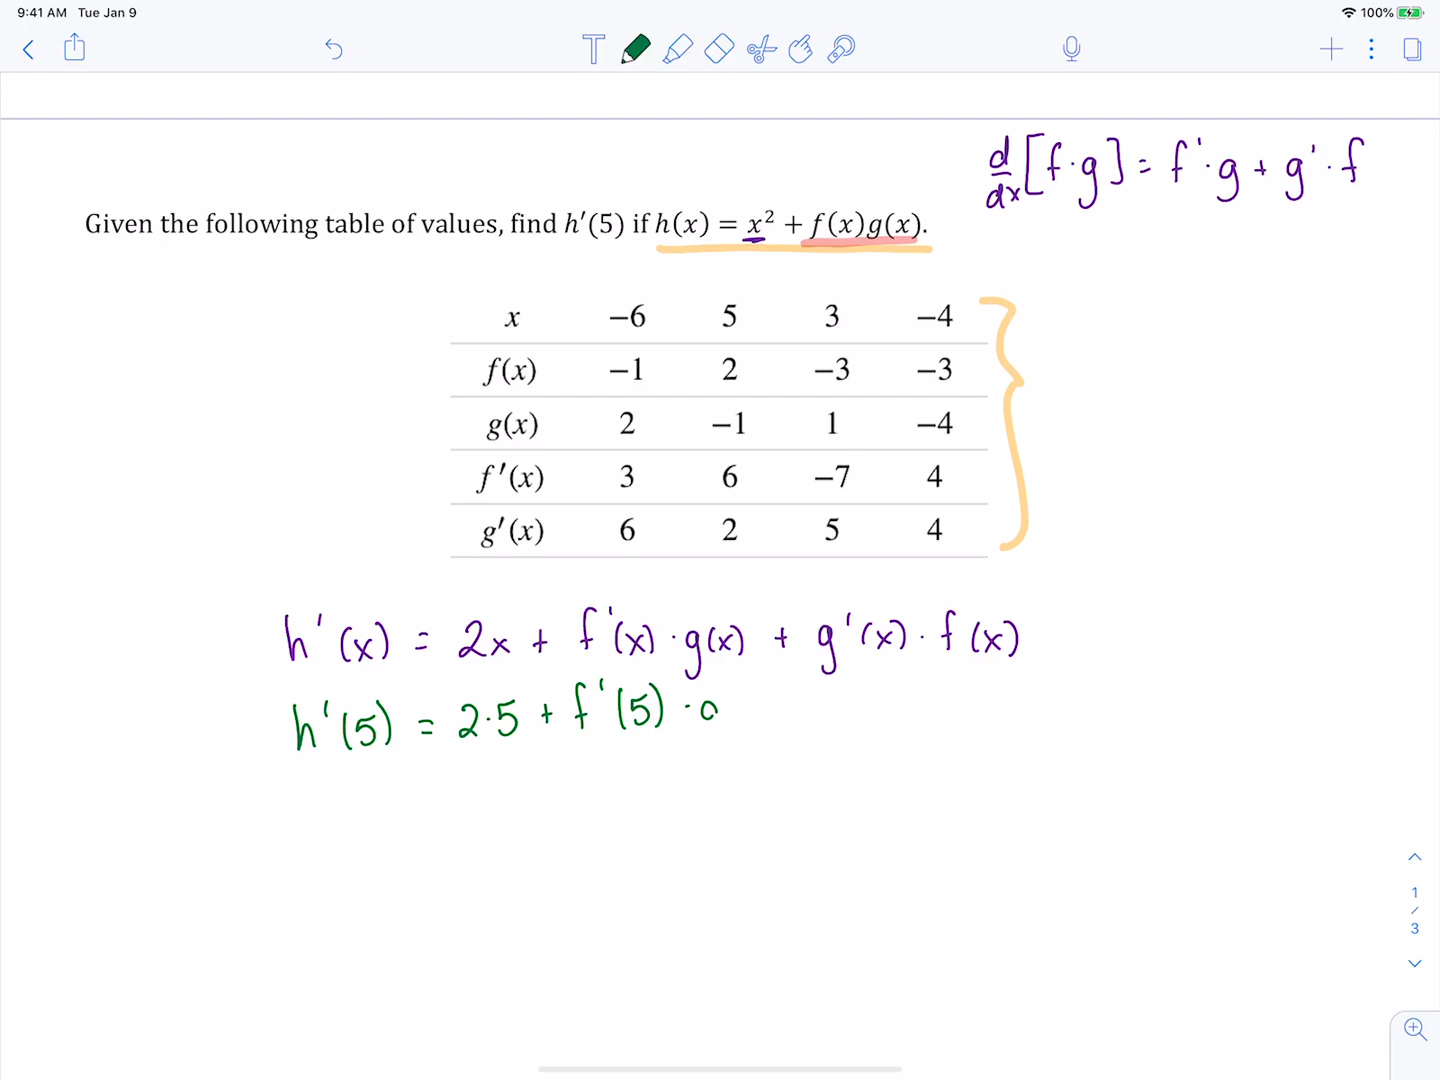 9:41 AM Tue Jan 9 100%
T
d/dx [f·g] = f'·g + g'·f
Given the following table of values, find h′(5) if h(x) = x² + f(x)g(x).
x −6 5 3 −4
f(x) −1 2 −3 −3
g(x) 2 −1 1 −4
f′(x) 3 6 −7 4
g′(x) 6 2 5 4
h'(x) = 2x + f'(x)·g(x) + g'(x)·f(x)
h'(5) = 2·5 + f'(5)·
1
/
3